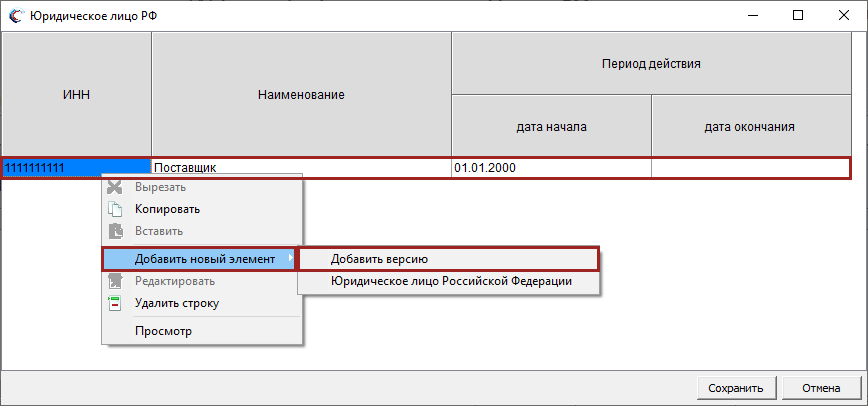 Юридическое лицо РФ
ИНН
Наименование
Период действия
дата начала
дата окончания
1111111111 Поставщик 01.01.2000
Вырезать
Копировать
Вставить
Добавить новый элемент
Добавить версию
Редактировать
Юридическое лицо Российской Федерации
Удалить строку
Просмотр
Сохранить
Отмена